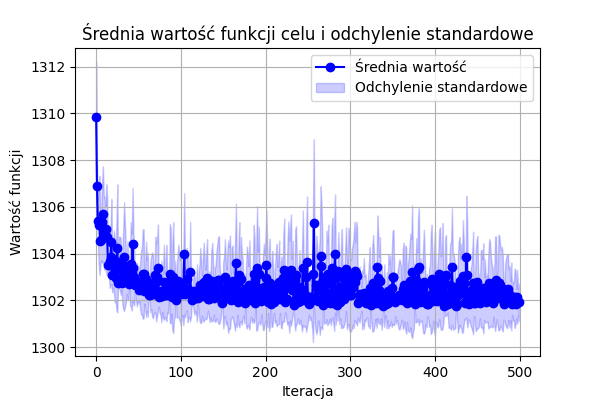 Średnia wartość funkcji celu i odchylenie standardowe
Średnia wartość
Odchylenie standardowe
Wartość funkcji
1312
1310
1308
1306
1304
1302
1300
0
100
200
300
400
500
Iteracja